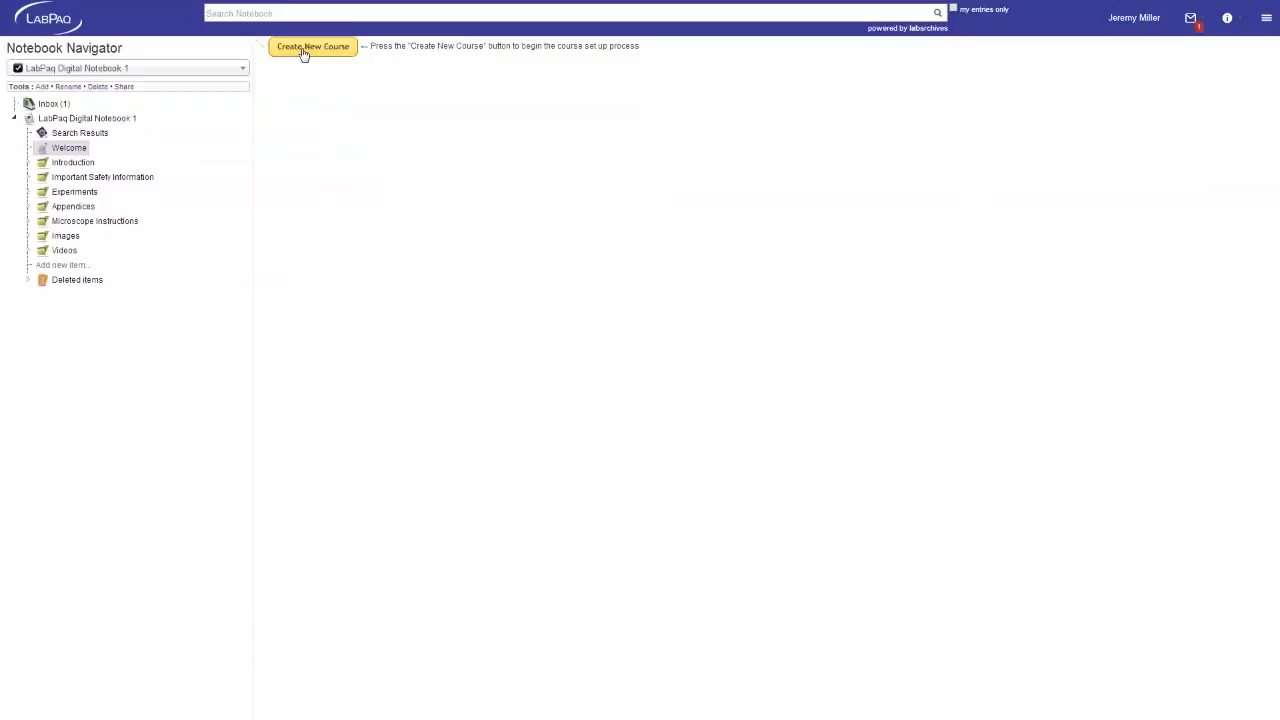 LABPAQ
Search Notebook
my entries only
powered by labarchives
Jeremy Miller
1
Notebook Navigator
LabPaq Digital Notebook 1
Tools : Add • Rename • Delete • Share
Create New Course
← Press the "Create New Course" button to begin the course set up process
Inbox (1)
LabPaq Digital Notebook 1
Search Results
Welcome
Introduction
Important Safety Information
Experiments
Appendices
Microscope Instructions
Images
Videos
Add new item...
Deleted items